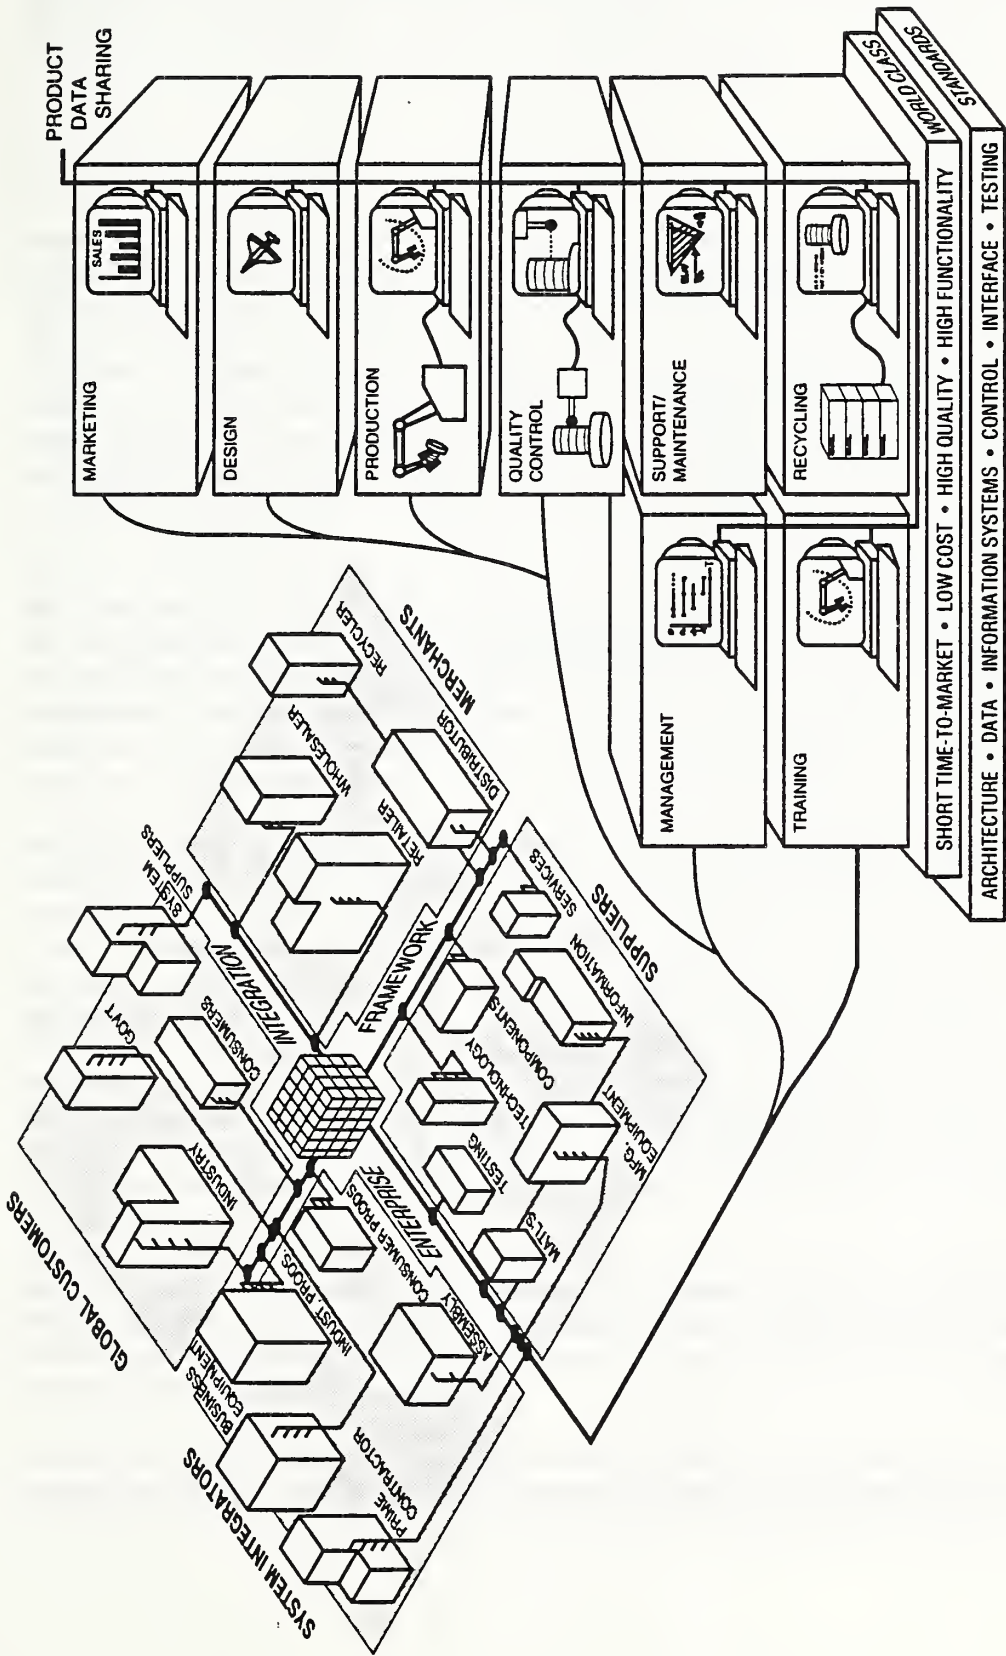 PRODUCT
DATA
SHARING
MARKETING
SALES
DESIGN
PRODUCTION
QUALITY
CONTROL
SUPPORT/
MAINTENANCE
RECYCLING
MANAGEMENT
TRAINING
WORLD CLASS
STANDARDS
SHORT TIME-TO-MARKET • LOW COST • HIGH QUALITY • HIGH FUNCTIONALITY
ARCHITECTURE • DATA • INFORMATION SYSTEMS • CONTROL • INTERFACE • TESTING
GLOBAL CUSTOMERS
INDUSTRY
GOVT
CONSUMERS
SYSTEM
SUPPLIERS
MERCHANTS
RECYCLER
WHOLESALER
RETAILER
DISTRIBUTOR
INTEGRATION
FRAMEWORK
ENTERPRISE
SYSTEM INTEGRATORS
BUSINESS
EQUIPMENT
INDUST PRODS.
CONSUMER PRODS
ASSEMBLY
PRIME
CONTRACTOR
SUPPLIERS
SERVICES
INFORMATION
COMPONENTS
TECHNOLOGY
TESTING
MFG.
EQUIPMENT
MATLS